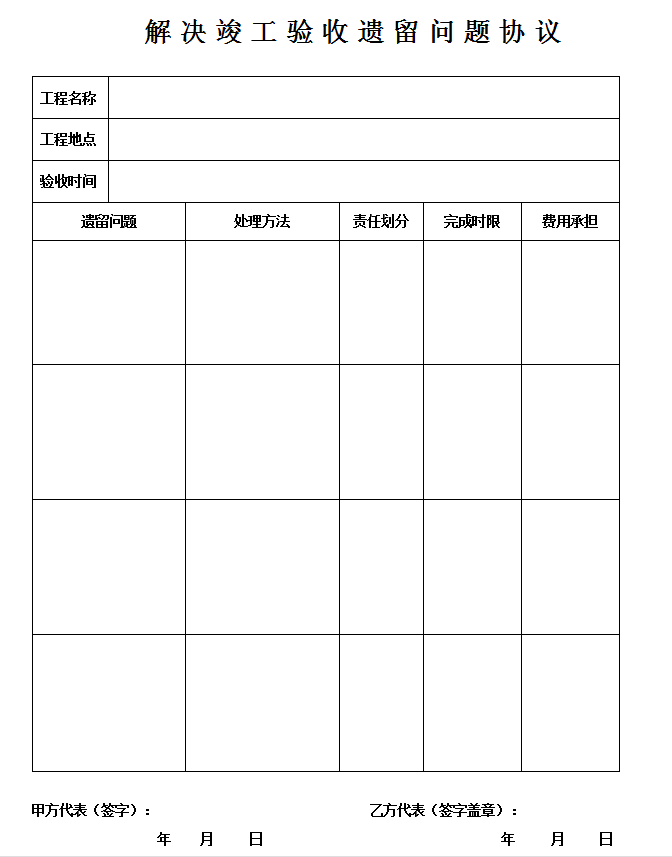 解决竣工验收遗留问题协议
工程名称
工程地点
验收时间
遗留问题 处理方法 责任划分 完成时限 费用承担
甲方代表（签字）： 乙方代表（签字盖章）：
年 月 日 年 月 日